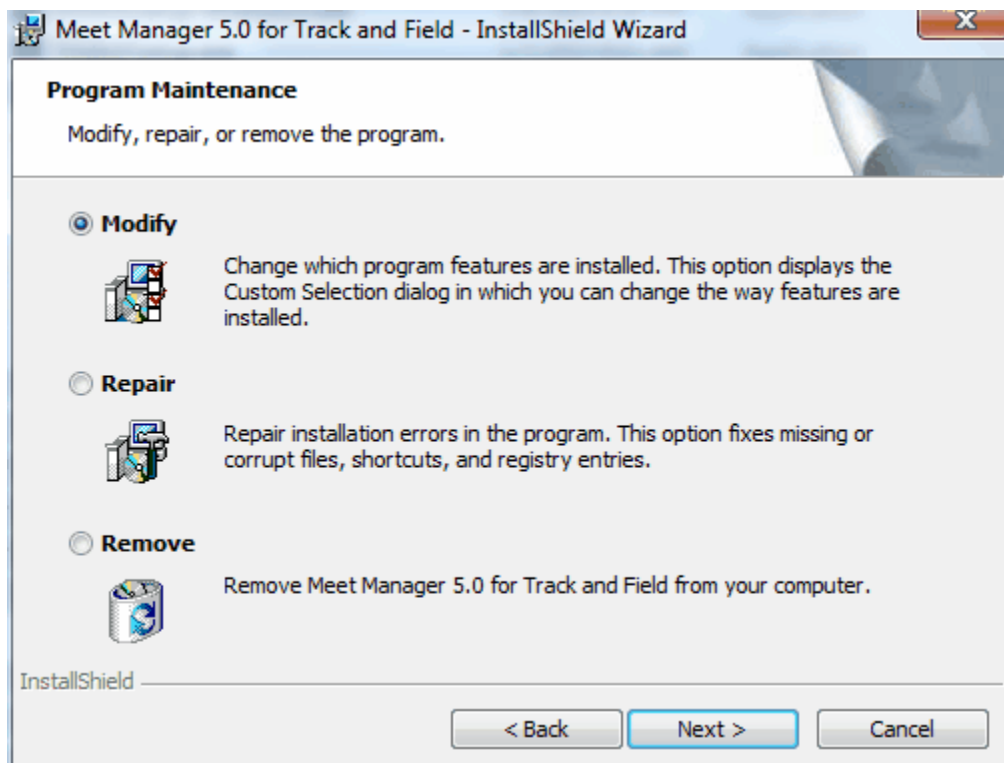 Meet Manager 5.0 for Track and Field - InstallShield Wizard
Program Maintenance
Modify, repair, or remove the program.
Modify
Change which program features are installed. This option displays the
Custom Selection dialog in which you can change the way features are
installed.
Repair
Repair installation errors in the program. This option fixes missing or
corrupt files, shortcuts, and registry entries.
Remove
Remove Meet Manager 5.0 for Track and Field from your computer.
InstallShield
< Back Next > Cancel